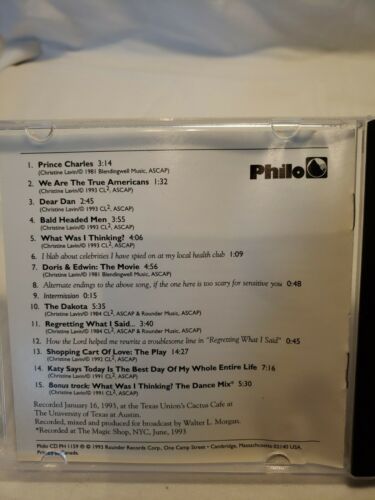 Philo
1. Prince Charles 3:14
(Christine Lavin/© 1981 Blendingwell Music, ASCAP)
2. We Are The True Americans 1:32
(Christine Lavin/© 1993 CL², ASCAP)
3. Dear Dan 2:45
(Christine Lavin/© 1993 CL², ASCAP)
4. Bald Headed Men 3:55
(Christine Lavin/© 1993 CL², ASCAP)
5. What Was I Thinking? 4:06
(Christine Lavin/© 1993 CL², ASCAP)
6. I blab about celebrities I have spied on at my local health club 1:09
7. Doris & Edwin: The Movie 4:56
(Christine Lavin/© 1981 Blendingwell Music, ASCAP)
8. Alternate endings to the above song, if the one here is too scary for sensitive you 0:48
9. Intermission 0:15
10. The Dakota 5:35
(Christine Lavin/© 1984 CL², ASCAP & Rounder Music, ASCAP)
11. Regretting What I Said... 3:40
(Christine Lavin/© 1984 CL², ASCAP & Rounder Music, ASCAP)
12. How the Lord helped me rewrite a troublesome line in "Regretting What I Said" 0:45
13. Shopping Cart Of Love: The Play 14:27
(Christine Lavin/© 1992 CL², ASCAP)
14. Katy Says Today Is The Best Day Of My Whole Entire Life 7:16
(Christine Lavin/© 1991 CL², ASCAP)
15. Bonus track: What Was I Thinking? The Dance Mix* 5:30
(Christine Lavin/© 1991 CL², ASCAP)
Recorded January 16, 1993, at the Texas Union's Cactus Cafe at
The University of Texas at Austin.
Recorded, mixed and produced for broadcast by Walter L. Morgan.
*Recorded at The Magic Shop, NYC, June, 1993
Philo CD PH 1159 ℗ © 1993 Rounder Records Corp., One Camp Street • Cambridge, Massachusetts 02140 USA.
Made in Canada.